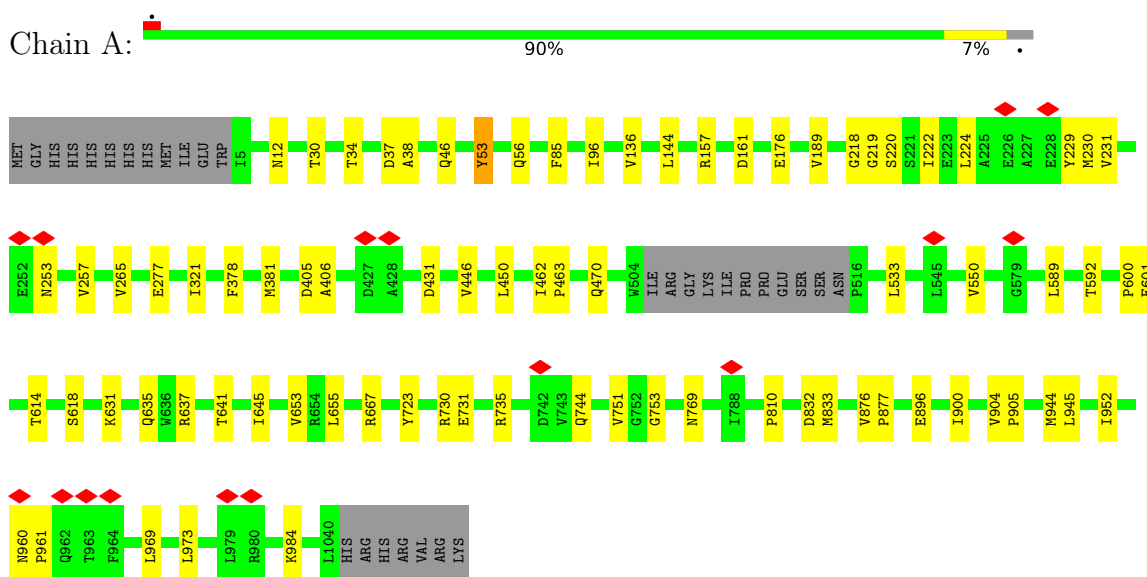 Chain A:
90% 7%
MET GLY HIS HIS HIS HIS HIS HIS MET ILE GLU TRP I5 N12 T30 T34 D37 A38 Q46 Y53 Q56 F85 I96 V136 L144 R157 D161 E176 V189 G218 G219 S220 S221 I222 E223 L224 A225 E226 A227 E228 Y229 M230 V231
E252 N253 V257 V265 E277 I321 F378 M381 D405 A406 D427 A428 D431 V446 L450 I462 P463 Q470 W504 ILE ARG GLY LYS ILE PRO PRO GLU SER SER ASN P516 L533 L545 V550 G579 L589 T592 P600
T614 S618 K631 Q635 W636 R637 T641 I645 V653 R654 L655 R667 Y723 R730 E731 R735 D742 V743 Q744 V751 G752 G753 N769 I788 P810 D832 M833 V876 P877 E896 I900 V904 P905 M944 L945 I952
N960 P961 Q962 T963 F964 L969 L973 L979 R980 K984 L1040 HIS ARG HIS ARG VAL ARG LYS